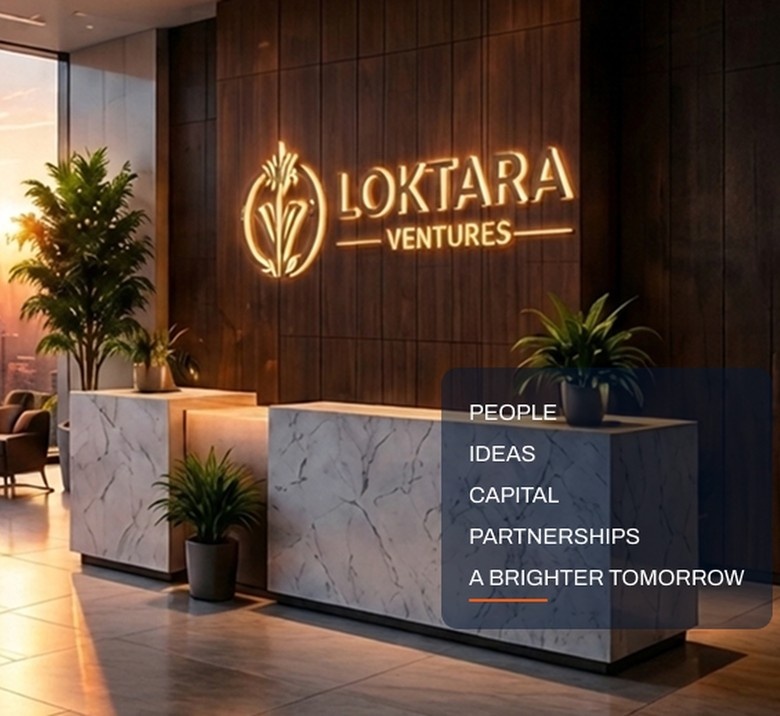 LOKTARA
VENTURES
PEOPLE
IDEAS
CAPITAL
PARTNERSHIPS
A BRIGHTER TOMORROW